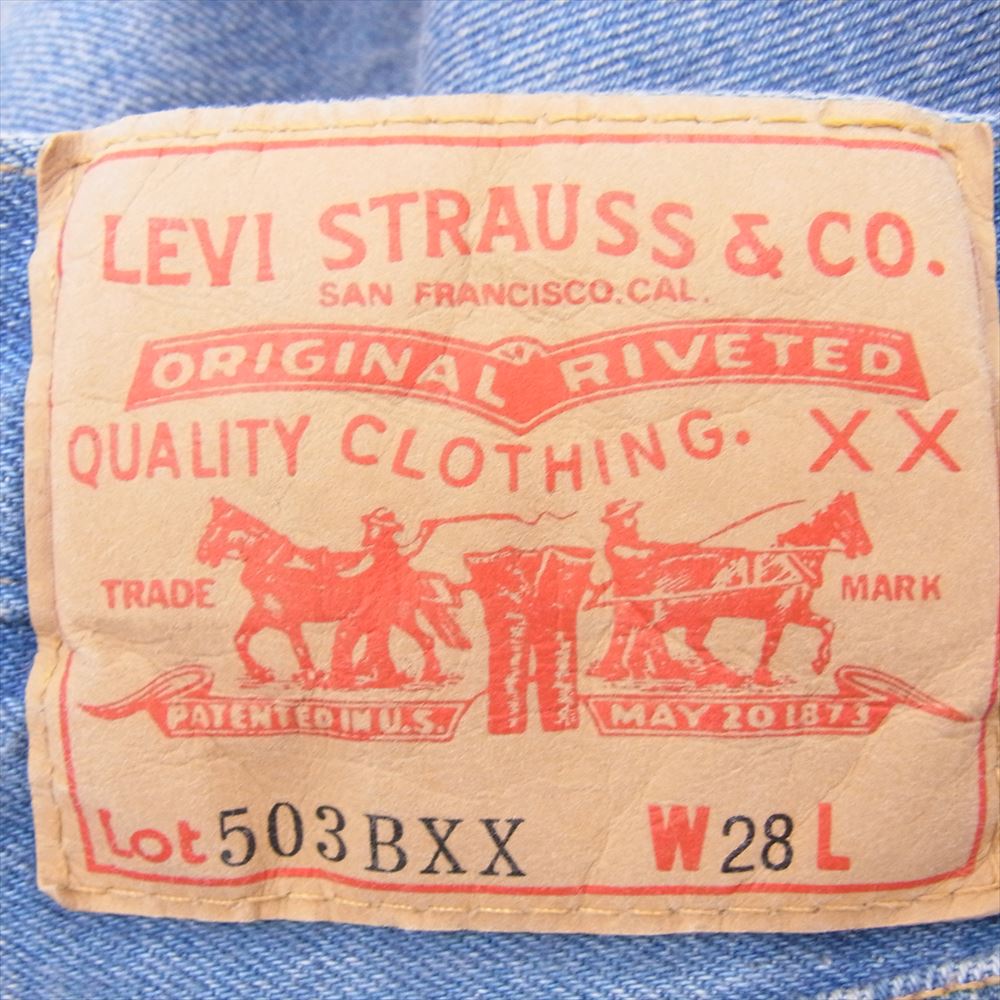 LEVI STRAUSS & CO.
SAN FRANCISCO. CAL.
ORIGINAL RIVETED
QUALITY CLOTHING. XX
TRADE MARK
PATENTED IN U.S. MAY 20 1873
Lot 503BXX W 28 L